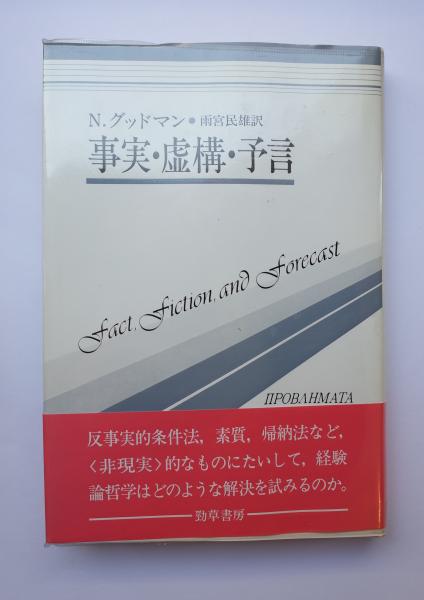 N.グッドマン●雨宮民雄訳
事実・虚構・予言
Fact, Fiction, and Forecast
ΠΡΟΒΛΗΜΑΤΑ
反事実的条件法，素質，帰納法など，
〈非現実〉的なものにたいして，経験
論哲学はどのような解決を試みるのか。
勁草書房